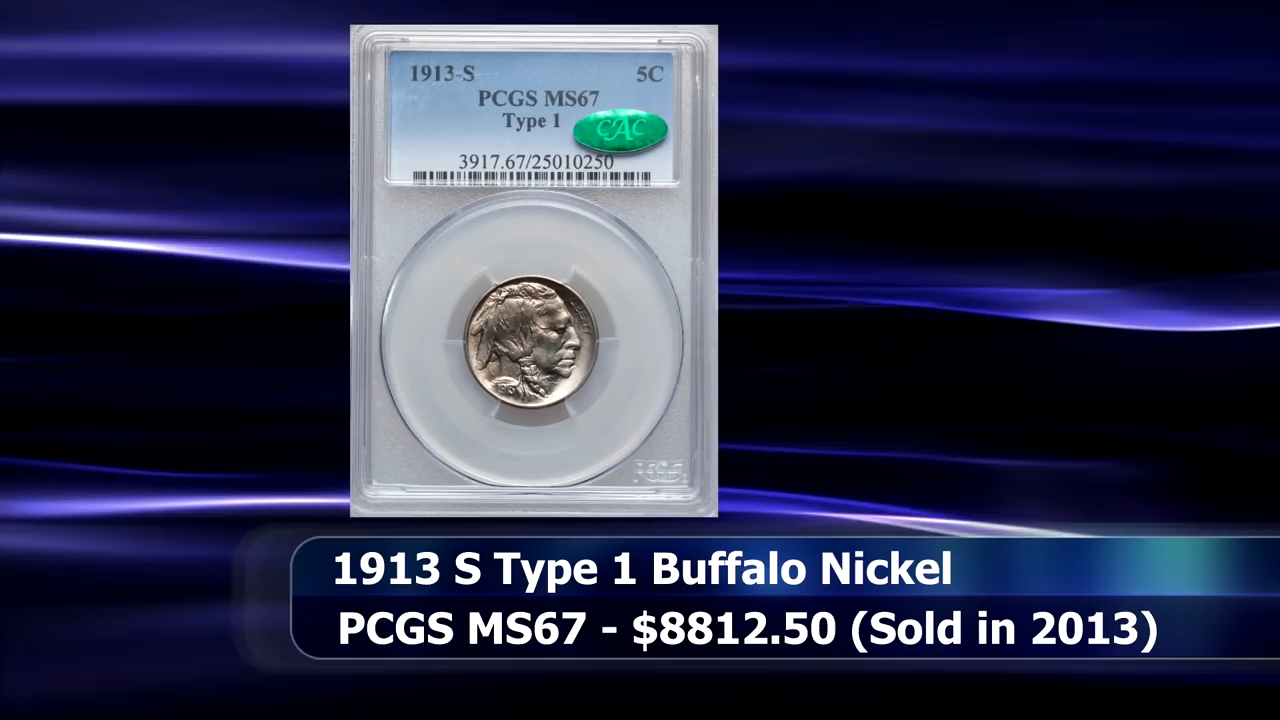 1913-S 5C
PCGS MS67
Type 1
CAC
3917.67/25010250
1913
PCGS
1913 S Type 1 Buffalo Nickel
PCGS MS67 - $8812.50 (Sold in 2013)